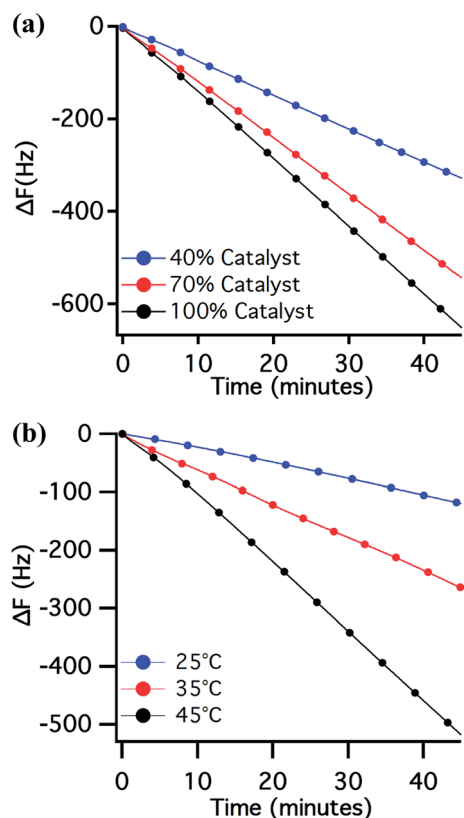 (a)
0
-200
-400
-600
ΔF(Hz)
40% Catalyst
70% Catalyst
100% Catalyst
0 10 20 30 40
Time (minutes)
(b)
0
-100
-200
-300
-400
-500
ΔF (Hz)
25°C
35°C
45°C
0 10 20 30 40
Time (minutes)